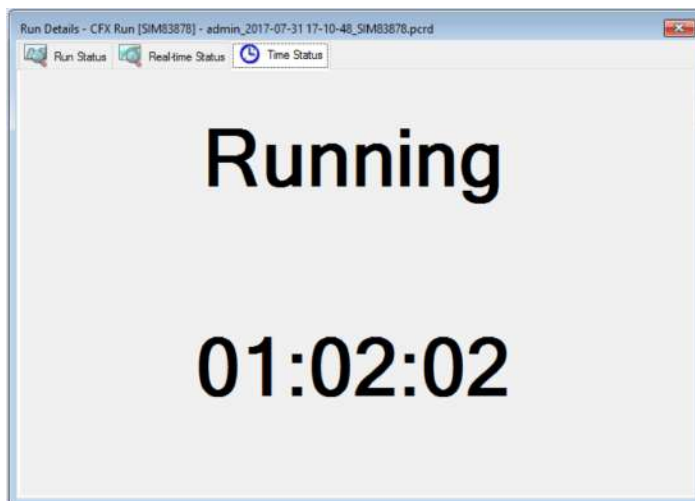 Run Details - CFX Run [SIM83878] - admin_2017-07-31 17-10-48_SIM83878.pcrd
Run Status Real-time Status Time Status
Running
01:02:02